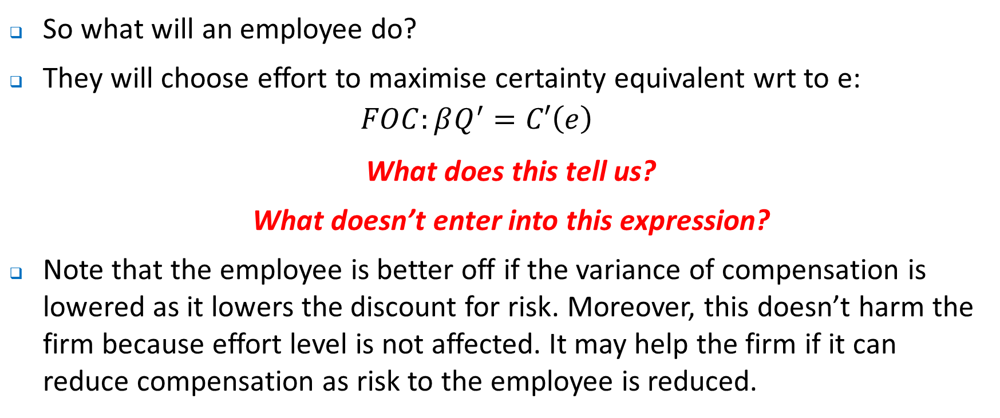 ❑ So what will an employee do?
❑ They will choose effort to maximise certainty equivalent wrt to e:
FOC: βQ′ = C′(e)
What does this tell us?
What doesn’t enter into this expression?
❑ Note that the employee is better off if the variance of compensation is
lowered as it lowers the discount for risk. Moreover, this doesn’t harm the
firm because effort level is not affected. It may help the firm if it can
reduce compensation as risk to the employee is reduced.